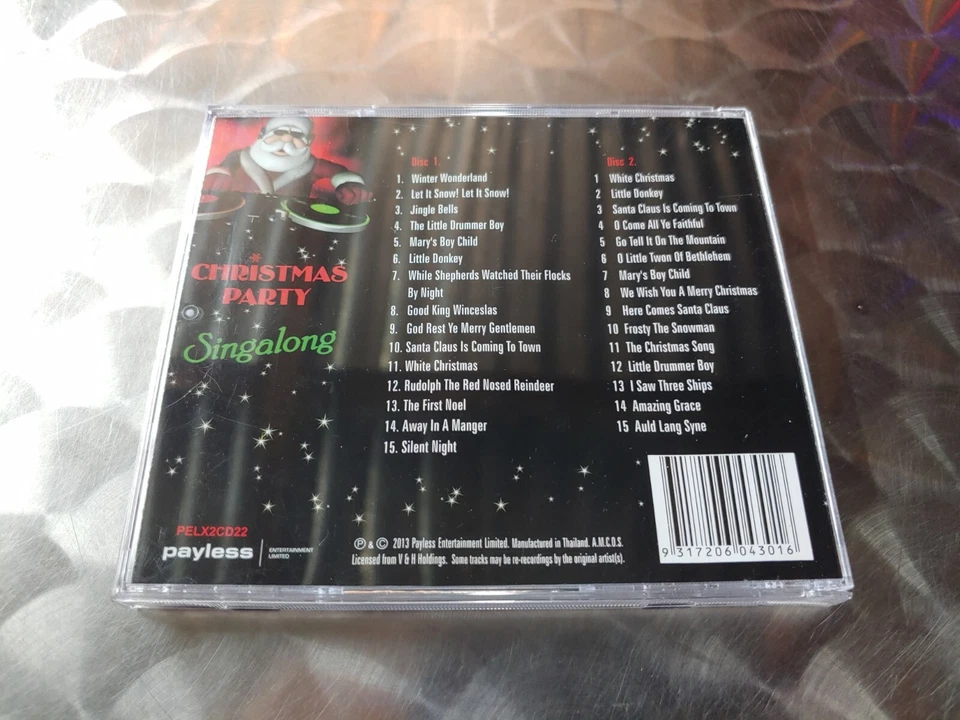 CHRISTMAS
PARTY
Singalong
Disc 1.
1. Winter Wonderland
2. Let It Snow! Let It Snow!
3. Jingle Bells
4. The Little Drummer Boy
5. Mary's Boy Child
6. Little Donkey
7. While Shepherds Watched Their Flocks
By Night
8. Good King Winceslas
9. God Rest Ye Merry Gentlemen
10. Santa Claus Is Coming To Town
11. White Christmas
12. Rudolph The Red Nosed Reindeer
13. The First Noel
14. Away In A Manger
15. Silent Night
Disc 2.
1 White Christmas
2 Little Donkey
3 Santa Claus Is Coming To Town
4 O Come All Ye Faithful
5 Go Tell It On The Mountain
6 O Little Twon Of Bethlehem
7 Mary's Boy Child
8 We Wish You A Merry Christmas
9 Here Comes Santa Claus
10 Frosty The Snowman
11 The Christmas Song
12 Little Drummer Boy
13 I Saw Three Ships
14 Amazing Grace
15 Auld Lang Syne
PELX2CD22
payless ENTERTAINMENT
LIMITED
℗ & © 2013 Payless Entertainment Limited. Manufactured in Thailand. A.M.C.O.S.
Licensed from V & H Holdings. Some tracks may be re-recordings by the original artist(s).
9 317206 043016